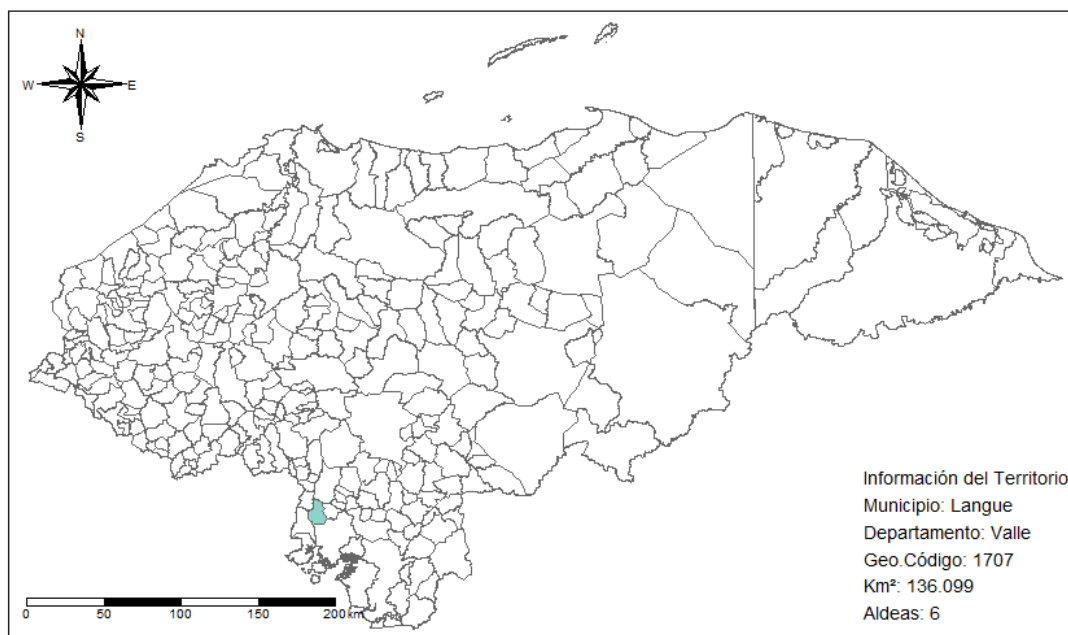 N
W E
S
Información del Territorio
Municipio: Langue
Departamento: Valle
Geo.Código: 1707
Km²: 136.099
Aldeas: 6
0 50 100 150 200 km